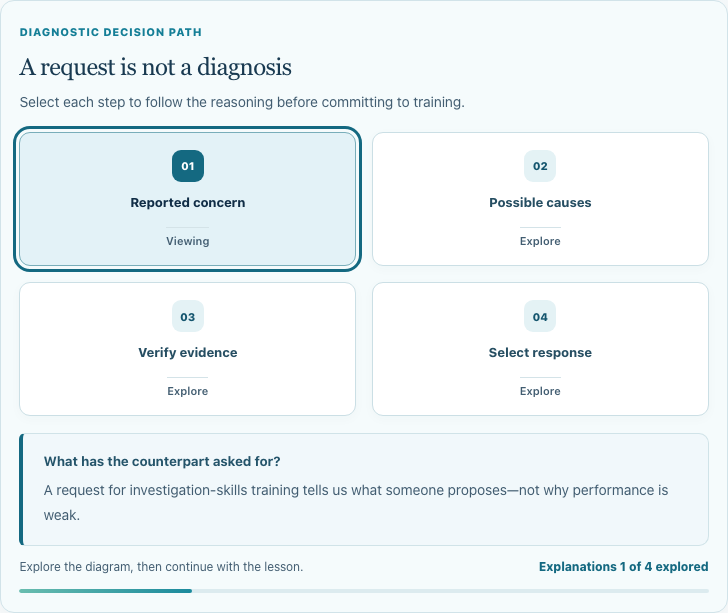 DIAGNOSTIC DECISION PATH
A request is not a diagnosis
Select each step to follow the reasoning before committing to training.
01
Reported concern
Viewing
02
Possible causes
Explore
03
Verify evidence
Explore
04
Select response
Explore
What has the counterpart asked for?
A request for investigation-skills training tells us what someone proposes—not why performance is
weak.
Explore the diagram, then continue with the lesson.
Explanations 1 of 4 explored